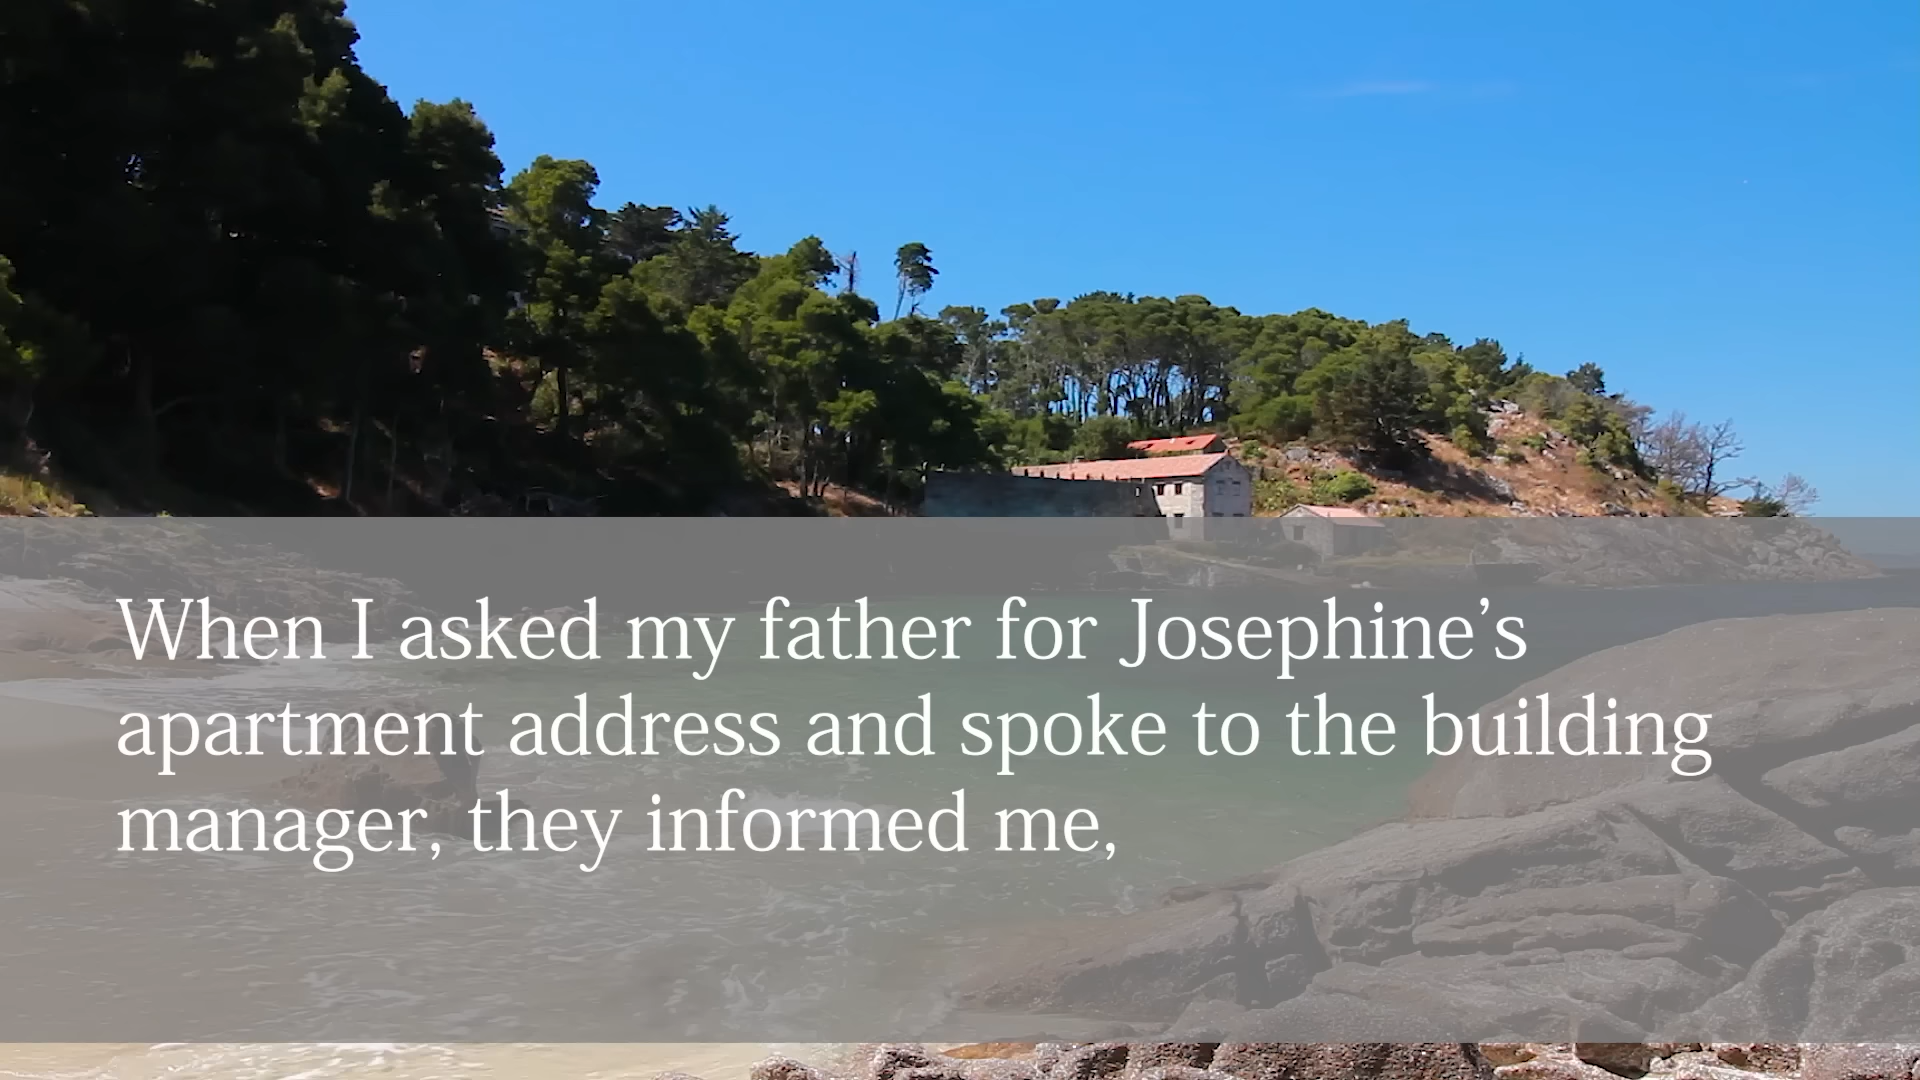 When I asked my father for Josephine’s
apartment address and spoke to the building
manager, they informed me,